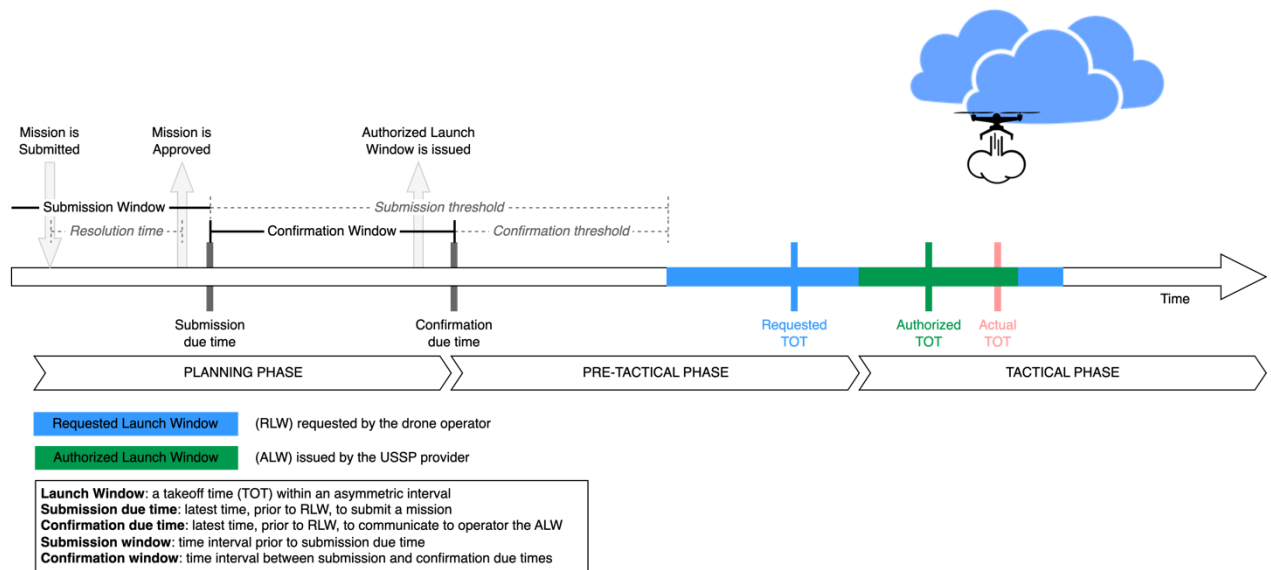 Mission is
Submitted
Mission is
Approved
Authorized Launch
Window is issued
Submission Window
Submission threshold
Resolution time
Confirmation Window
Confirmation threshold
Time
Submission
due time
Confirmation
due time
Requested
TOT
Authorized
TOT
Actual
TOT
PLANNING PHASE
PRE-TACTICAL PHASE
TACTICAL PHASE
Requested Launch Window
(RLW) requested by the drone operator
Authorized Launch Window
(ALW) issued by the USSP provider
Launch Window: a takeoff time (TOT) within an asymmetric interval
Submission due time: latest time, prior to RLW, to submit a mission
Confirmation due time: latest time, prior to RLW, to communicate to operator the ALW
Submission window: time interval prior to submission due time
Confirmation window: time interval between submission and confirmation due times